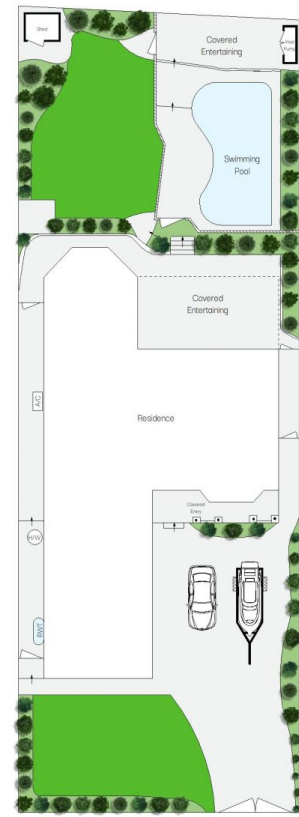 Shed
Covered
Entertaining
Pool
Pump
Swimming
Pool
Covered
Entertaining
A/C
Residence
Covered
Entry
H/W
RWT